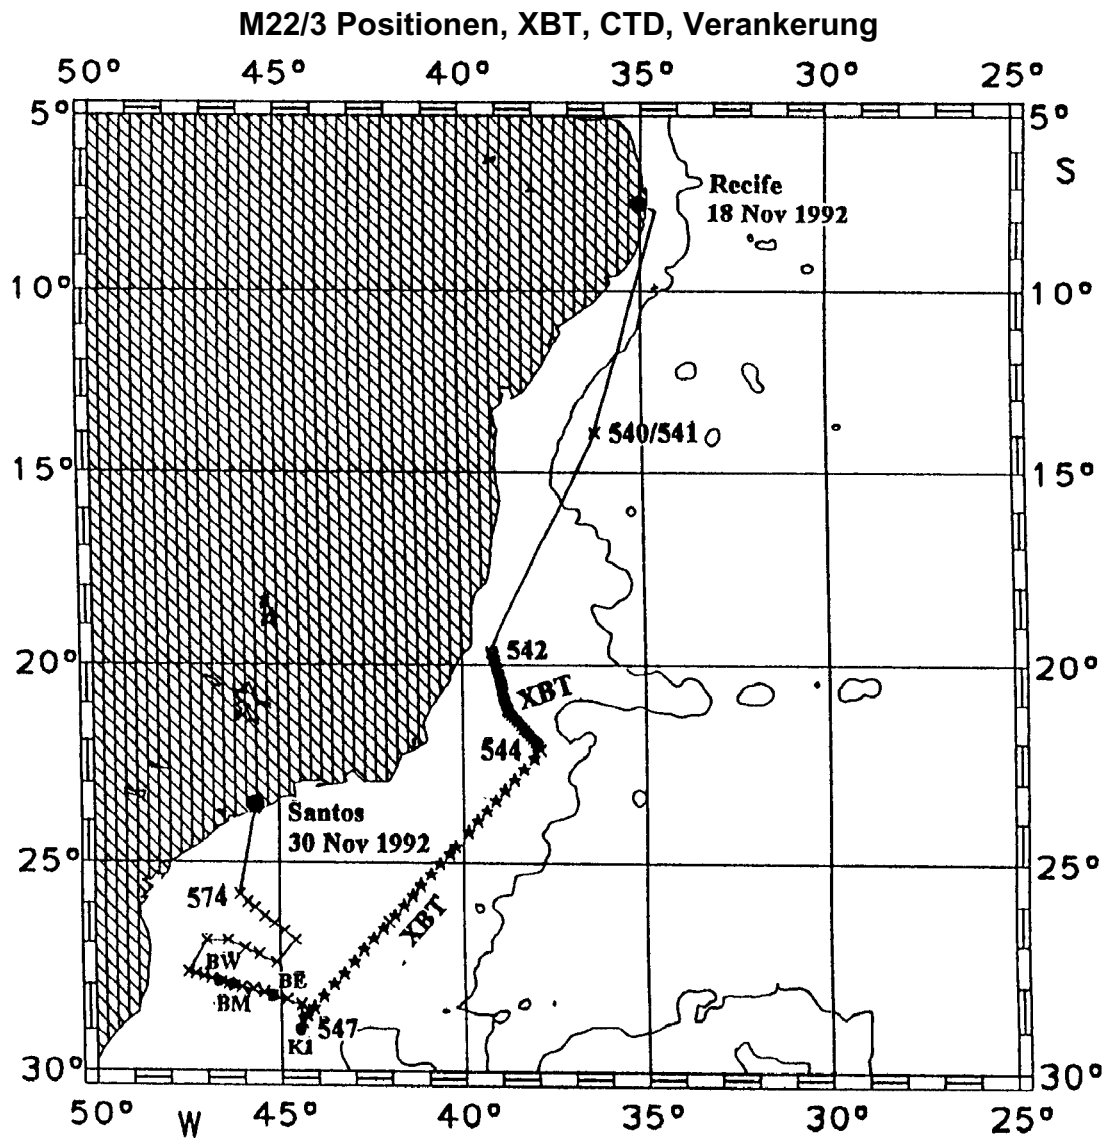 M22/3 Positionen, XBT, CTD, Verankerung
50° 45° 40° 35° 30° 25°
5° 5°
S
Recife
18 Nov 1992
10° 10°
540/541
15° 15°
542
20° 20°
XBT
544
Santos
30 Nov 1992
25° 25°
574
XBT
BW
BE
BM
547
K1
30° 30°
50° W 45° 40° 35° 30° 25°